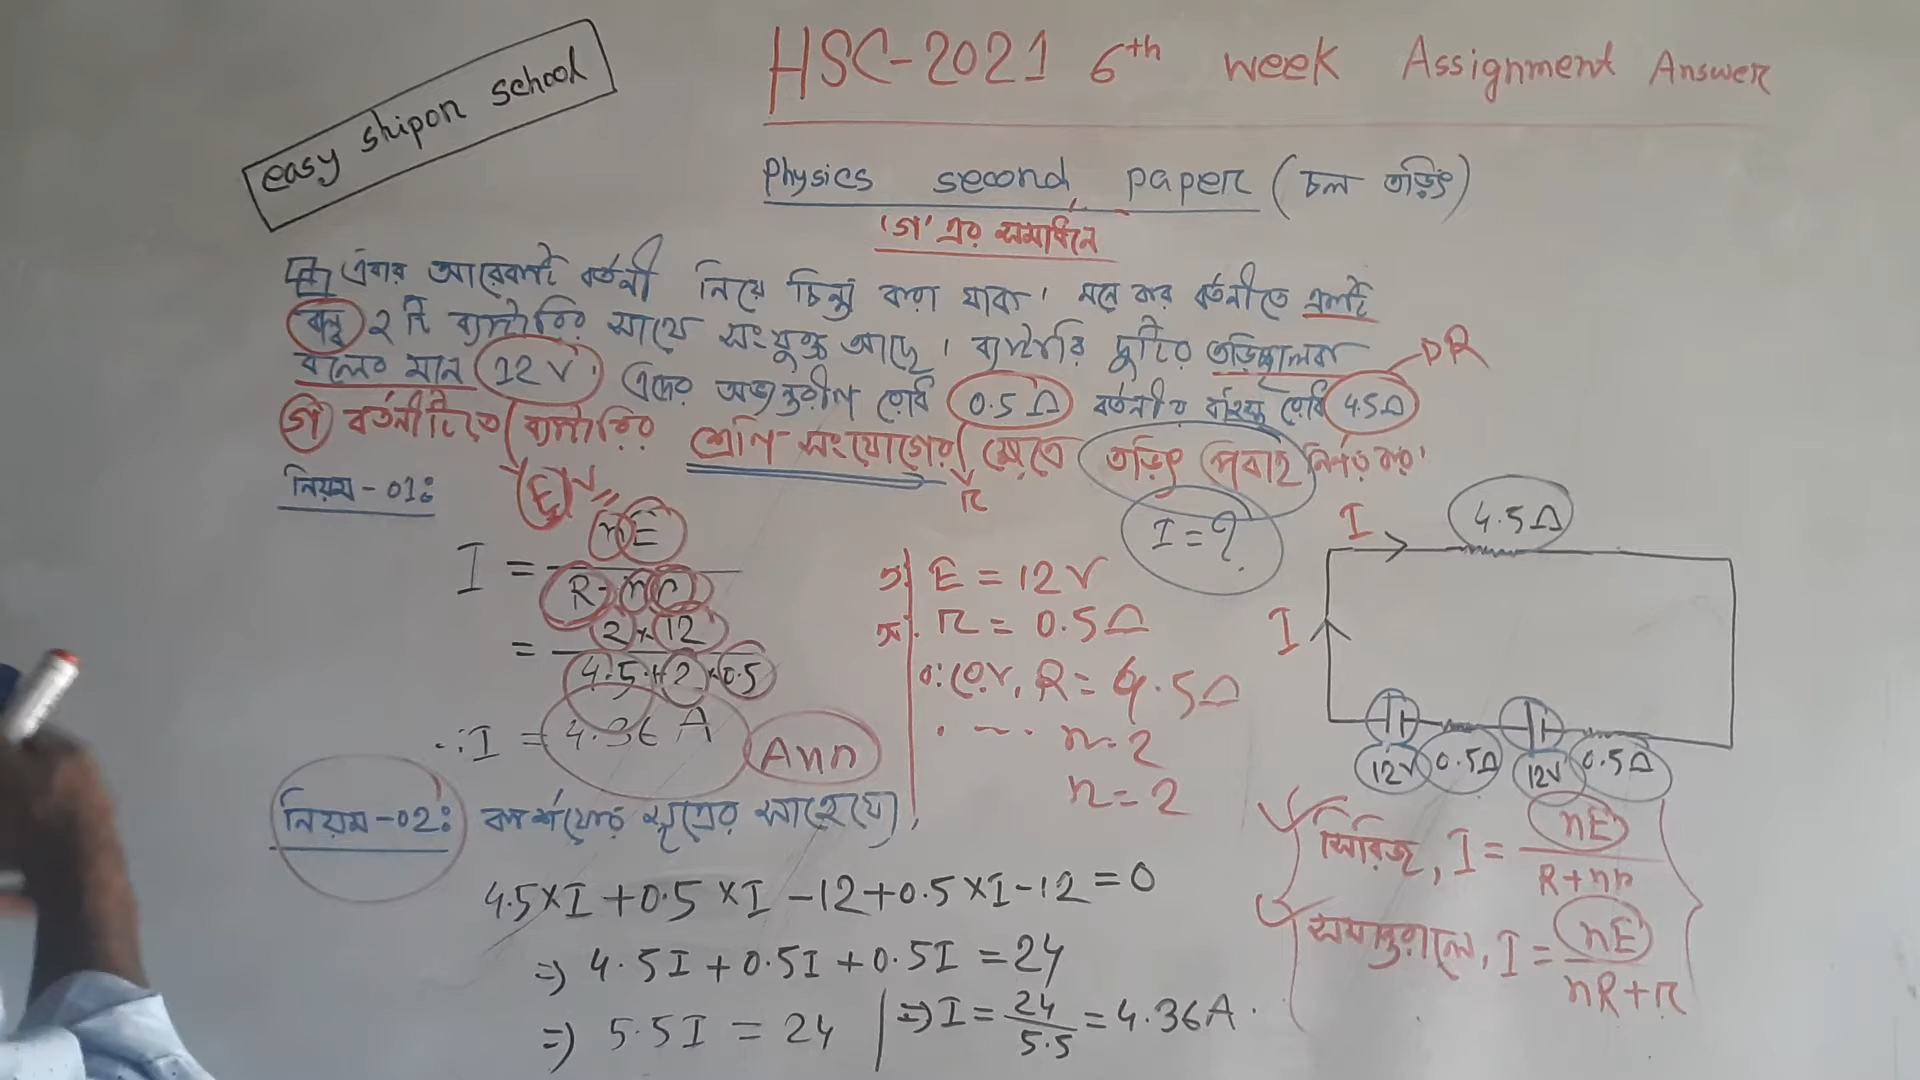 easy shipon school
HSC-2021 6th week Assignment Answer
Physics second paper (চল তড়িৎ)
'গ' এর সমাধান
এবার আরেকটি বর্তনী নিয়ে চিন্তা করা যাক। মনে কর বর্তনীতে একটি
বাল্ব ২টি ব্যাটারির সাথে সংযুক্ত আছে। ব্যাটারি দুটির তড়িচ্চালক
বলের মান 12V. এদের অভ্যন্তরীণ রোধ 0.5Ω বর্তনীর বহিঃস্থ রোধ 4.5Ω
R
গ বর্তনীটিতে ব্যাটারির শ্রেণি সংযোগের ক্ষেত্রে তড়িৎ প্রবাহ নির্ণয় কর।
নিয়ম-01:
E
r
I = ?
I = nE / R+nr
= 2×12 / 4.5+2×0.5
∴ I = 4.36 A Ann
E = 12V
r = 0.5Ω
R = 4.5Ω
n = 2
n = 2
I
4.5Ω
I
12V 0.5Ω 12V 0.5Ω
নিয়ম-02: কার্শফের সূত্রের সাহায্যে,
4.5×I + 0.5×I − 12 + 0.5×I − 12 = 0
⇒ 4.5I + 0.5I + 0.5I = 24
⇒ 5.5I = 24 | ⇒ I = 24/5.5 = 4.36A.
সিরিজ, I = nE / R+nr
সমান্তরালে, I = nE / nR+r